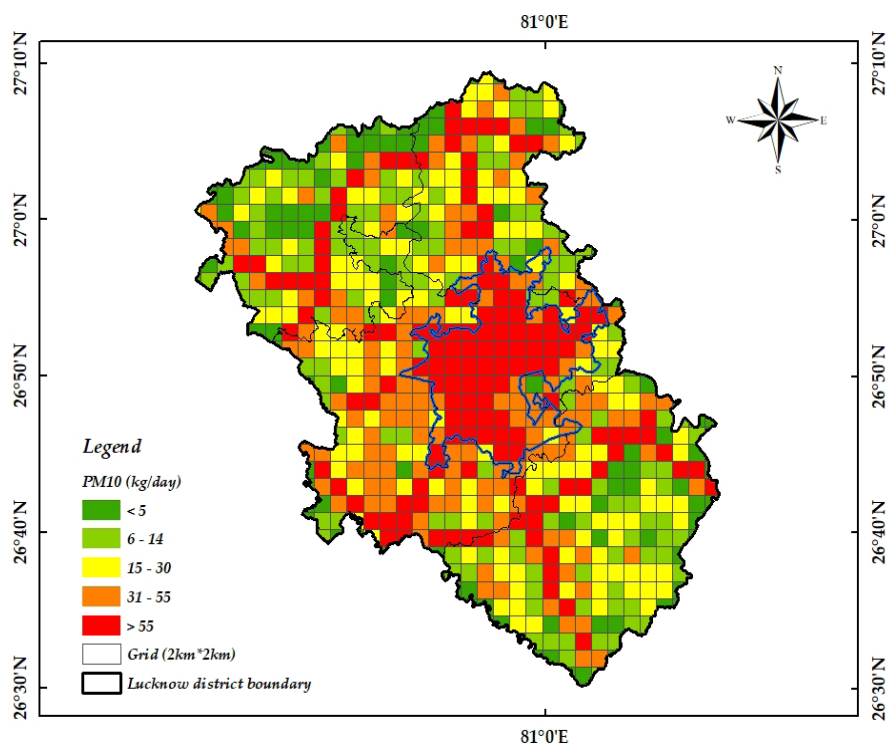 81°0'E
27°10'N
27°10'N
N
W
E
S
27°0'N
27°0'N
26°50'N
26°50'N
Legend
PM10 (kg/day)
< 5
6 - 14
15 - 30
31 - 55
> 55
Grid (2km*2km)
Lucknow district boundary
26°40'N
26°40'N
26°30'N
26°30'N
81°0'E